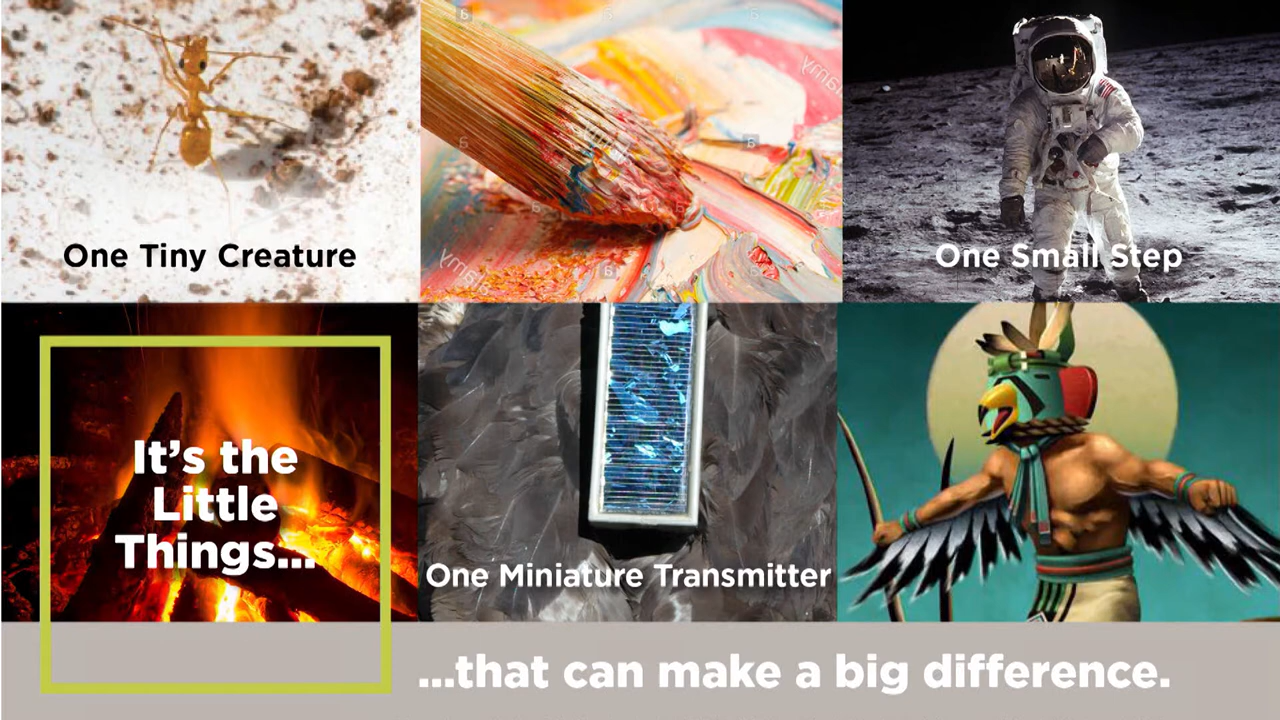 One Tiny Creature
One Small Step
It's the
Little
Things...
One Miniature Transmitter
...that can make a big difference.